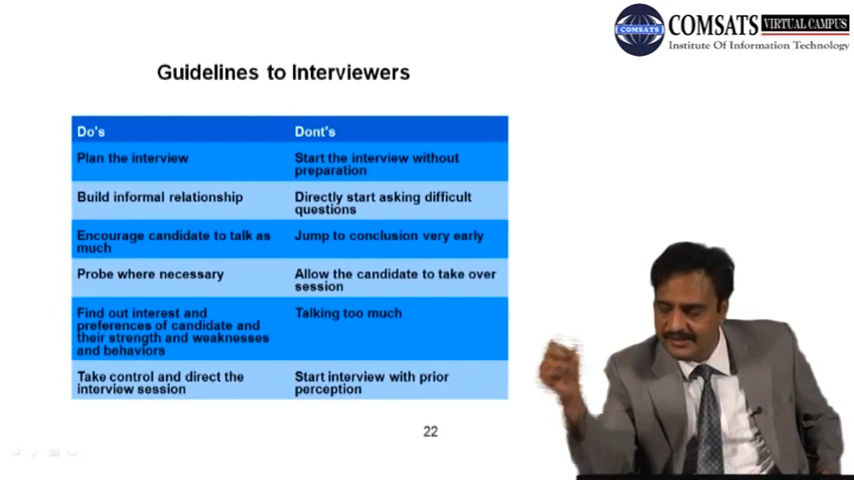 COMSATS VIRTUAL CAMPUS
COMSATS
Institute Of Information Technology
Guidelines to Interviewers
Do's
Dont's
Plan the interview
Start the interview without
preparation
Build informal relationship
Directly start asking difficult
questions
Encourage candidate to talk as
much
Jump to conclusion very early
Probe where necessary
Allow the candidate to take over
session
Find out interest and
preferences of candidate and
their strength and weaknesses
and behaviors
Talking too much
Take control and direct the
interview session
Start interview with prior
perception
22